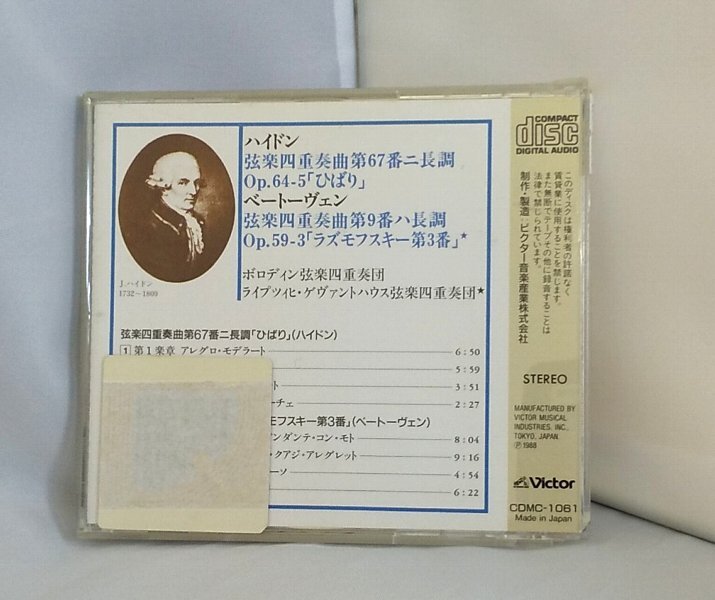 ハイドン
弦楽四重奏曲第67番ニ長調
Op.64-5「ひばり」
ベートーヴェン
弦楽四重奏曲第9番ハ長調
Op.59-3「ラズモフスキー第3番」★
ボロディン弦楽四重奏団
ライプツィヒ・ゲヴァントハウス弦楽四重奏団★
J.ハイドン
1732〜1809
弦楽四重奏曲第67番ニ長調「ひばり」(ハイドン)
1 第1楽章 アレグロ・モデラート 6:50
5:59
ット 3:51
ーチェ 2:27
モフスキー第3番」(ベートーヴェン)
アンダンテ・コン・モト 8:04
・クアジ・アレグレット 9:16
ーソ 4:54
6:22
COMPACT
disc
DIGITAL AUDIO
このディスクは権利者の許諾なく
賃貸業に使用することを禁じます。
また無断でテープその他に録音することは
法律で禁じられています。
制作・製造:ビクター音楽産業株式会社
STEREO
MANUFACTURED BY
VICTOR MUSICAL
INDUSTRIES, INC.,
TOKYO, JAPAN.
Ⓟ1988
Victor
CDMC-1061
Made in Japan